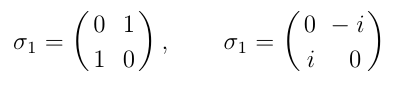 σ₁ = ( 0 1 ; 1 0 ) , σ₁ = ( 0 - i ; i 0 )